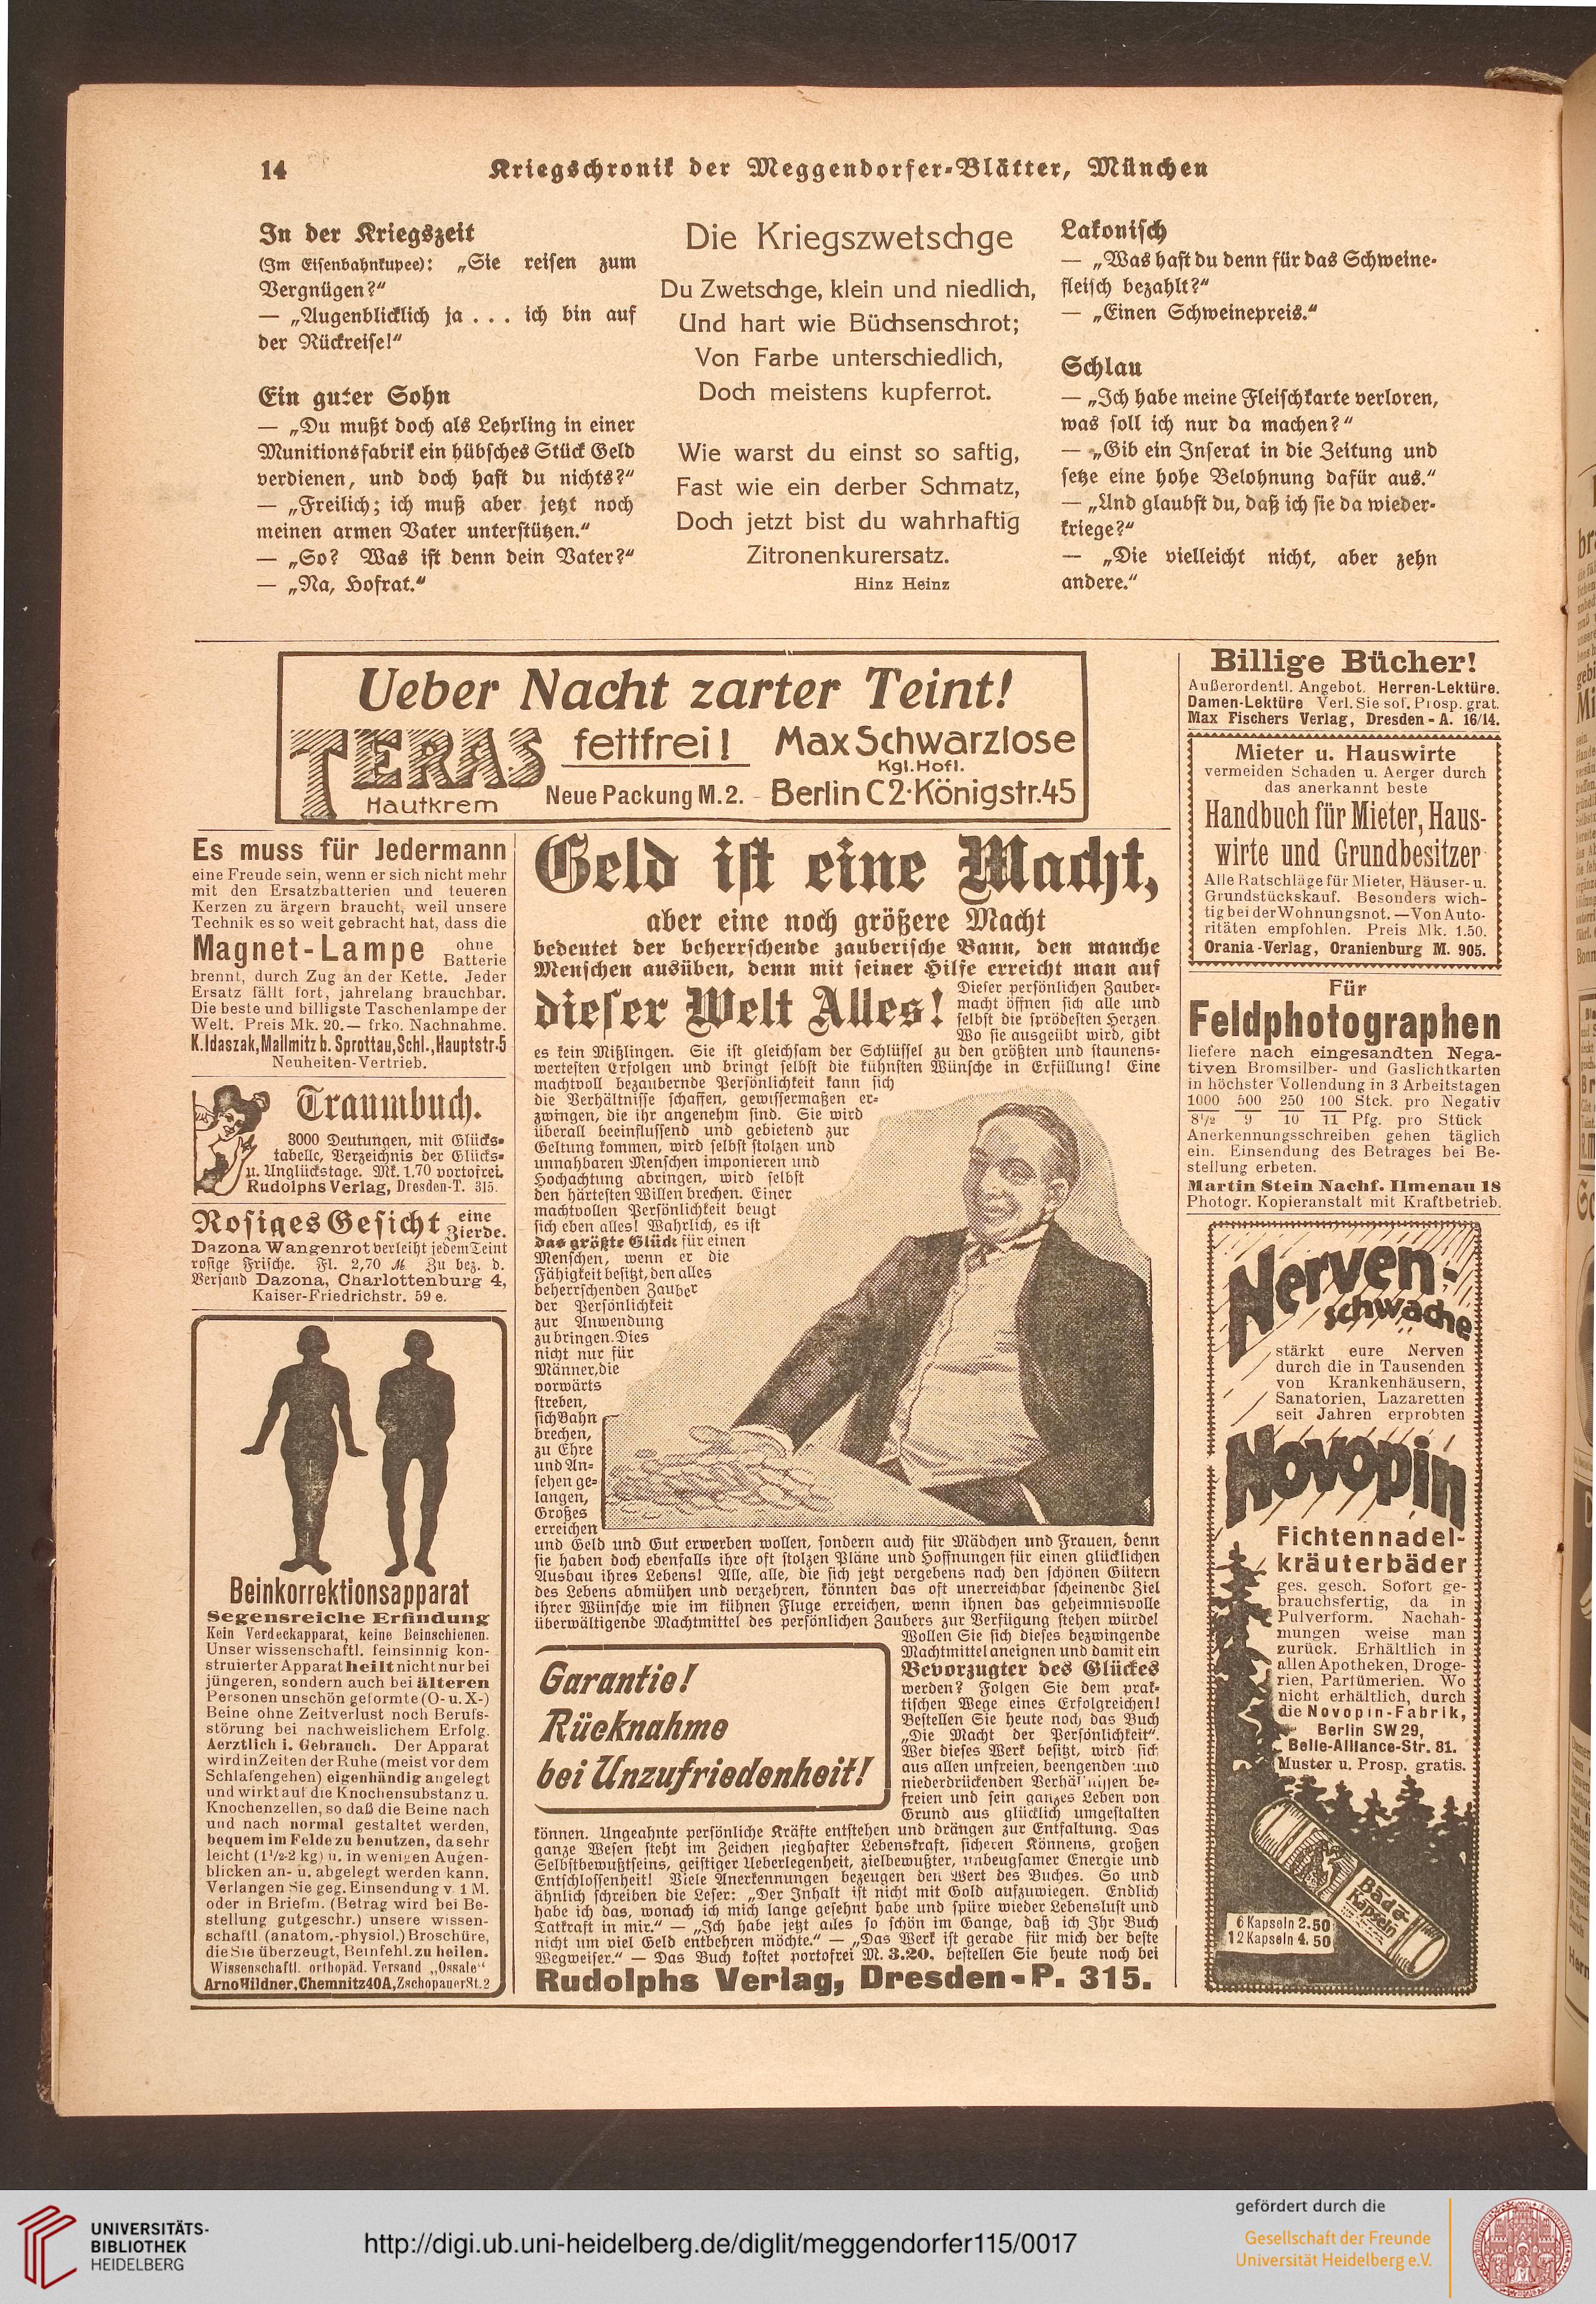 14
Kriegschronik der Meggendorfer-Blätter, München
In der Kriegszeit
(Im Eisenbahnkupee): „Sie reisen zum
Vergnügen?“
— „Augenblicklich ja . . . ich bin auf
der Rückreise!“
Ein guter Sohn
— „Du mußt doch als Lehrling in einer
Munitionsfabrik ein hübsches Stück Geld
verdienen, und doch hast du nichts?“
— „Freilich; ich muß aber jetzt noch
meinen armen Vater unterstützen.“
— „So? Was ist denn dein Vater?“
— „Na, Hofrat.“
Die Kriegszwetschge
Du Zwetschge, klein und niedlich,
Und hart wie Büchsenschrot;
Von Farbe unterschiedlich,
Doch meistens kupferrot.
Wie warst du einst so saftig,
Fast wie ein derber Schmatz,
Doch jetzt bist du wahrhaftig
Zitronenkurersatz.
Hinz Heinz
Lakonisch
— „Was hast du denn für das Schweine-
fleisch bezahlt?“
— „Einen Schweinepreis.“
Schlau
— „Ich habe meine Fleischkarte verloren,
was soll ich nur da machen?“
— „Gib ein Inserat in die Zeitung und
setze eine hohe Belohnung dafür aus.“
— „Und glaubst du, daß ich sie da wieder-
kriege?“
— „Die vielleicht nicht, aber zehn
andere.“
Ueber Nacht zarter Teint!
TERAS fettfrei! Max Schwarzlose
Kgl. Hofl.
Hautkrem Neue Packung M. 2. - Berlin C2·Königstr. 45
Es muss für Jedermann
eine Freude sein, wenn er sich nicht mehr
mit den Ersatzbatterien und teueren
Kerzen zu ärgern braucht, weil unsere
Technik es so weit gebracht hat, dass die
Magnet-Lampe ohne Batterie
brennt, durch Zug an der Kette. Jeder
Ersatz fällt fort, jahrelang brauchbar.
Die beste und billigste Taschenlampe der
Welt. Preis Mk. 20.— frko. Nachnahme.
K. Idaszak, Mallmitz b. Sprottau, Schl., Hauptstr. 5
Neuheiten-Vertrieb.
Traumbuch.
3000 Deutungen, mit Glücks-
tabelle, Verzeichnis der Glücks-
u. Unglückstage. Mk. 1.70 portofrei.
Rudolphs Verlag, Dresden-T. 315.
Rosiges Gesicht eine Zierde.
Dazona Wangenrot verleiht jedem Teint
rosige Frische. Fl. 2,70 ℳ Zu bez. d.
Versand Dazona, Charlottenburg 4,
Kaiser-Friedrichstr. 59 e.
Beinkorrektionsapparat
Segensreiche Erfindung
Kein Verdeckapparat, keine Beinschienen.
Unser wissenschaftl. feinsinnig kon-
struierter Apparat heilt nicht nur bei
jüngeren, sondern auch bei älteren
Personen unschön geformte (O- u. X-)
Beine ohne Zeitverlust noch Berufs-
störung bei nachweislichem Erfolg.
Aerztlich i. Gebrauch. Der Apparat
wird in Zeiten der Ruhe (meist vor dem
Schlafengehen) eigenhändig angelegt
und wirkt auf die Knochensubstanz u.
Knochenzellen, so daß die Beine nach
und nach normal gestaltet werden,
bequem im Felde zu benutzen, da sehr
leicht (1½-2 kg) u. in wenigen Augen-
blicken an- u. abgelegt werden kann.
Verlangen Sie geg. Einsendung v. 1 M.
oder in Briefm. (Betrag wird bei Be-
stellung gutgeschr.) unsere wissen-
schaftl. (anatom.-physiol.) Broschüre,
die Sie überzeugt, Beinfehl. zu heilen.
Wissenschaftl. orthopäd. Versand „Ossale“
Arno Hildner, Chemnitz 40A, Zschopauer St. 2
Geld ist eine Macht,
aber eine noch größere Macht
bedeutet der beherrschende zauberische Bann, den manche
Menschen ausüben, denn mit seiner Hilfe erreicht man auf
dieser Welt Alles!
Dieser persönlichen Zauber-
macht öffnen sich alle und
selbst die sprödesten Herzen.
Wo sie ausgeübt wird, gibt
es kein Mißlingen. Sie ist gleichsam der Schlüssel zu den größten und staunens-
wertesten Erfolgen und bringt selbst die kühnsten Wünsche in Erfüllung! Eine
machtvoll bezaubernde Persönlichkeit kann sich
die Verhältnisse schaffen, gewissermaßen er-
zwingen, die ihr angenehm sind. Sie wird
überall beeinflussend und gebietend zur
Geltung kommen, wird selbst stolzen und
unnahbaren Menschen imponieren und
Hochachtung abringen, wird selbst
den härtesten Willen brechen. Einer
machtvollen Persönlichkeit beugt
sich eben alles! Wahrlich, es ist
das größte Glück für einen
Menschen, wenn er die
Fähigkeit besitzt, den alles
beherrschenden Zauber
der Persönlichkeit
zur Anwendung
zu bringen. Dies
nicht nur für
Männer, die
vorwärts
streben,
sich Bahn
brechen,
zu Ehre
und An-
sehen ge-
langen,
Großes
erreichen
und Geld und Gut erwerben wollen, sondern auch für Mädchen und Frauen, denn
sie haben doch ebenfalls ihre oft stolzen Pläne und Hoffnungen für einen glücklichen
Ausbau ihres Lebens! Alle, alle, die sich jetzt vergebens nach den schönen Gütern
des Lebens abmühen und verzehren, könnten das oft unerreichbar scheinende Ziel
ihrer Wünsche wie im kühnen Fluge erreichen, wenn ihnen das geheimnisvolle
überwältigende Machtmittel des persönlichen Zaubers zur Verfügung stehen würde!
Garantie!
Rücknahme
bei Unzufriedenheit!
Wollen Sie sich dieses bezwingende
Machtmittel aneignen und damit ein
Bevorzugter des Glückes
werden? Folgen Sie dem prak-
tischen Wege eines Erfolgreichen!
Bestellen Sie heute noch das Buch
„Die Macht der Persönlichkeit“.
Wer dieses Werk besitzt, wird sich
aus allen unfreien, beengenden und
niederdrückenden Verhältnissen be-
freien und sein ganzes Leben von
Grund aus glücklich umgestalten
können. Ungeahnte persönliche Kräfte entstehen und drängen zur Entfaltung. Das
ganze Wesen steht im Zeichen sieghafter Lebenskraft, sicheren Könnens, großen
Selbstbewußtseins, geistiger Ueberlegenheit, zielbewußter, unbeugsamer Energie und
Entschlossenheit! Viele Anerkennungen bezeugen den Wert des Buches. So und
ähnlich schreiben die Leser: „Der Inhalt ist nicht mit Gold aufzuwiegen. Endlich
habe ich das, wonach ich mich lange gesehnt habe und spüre wieder Lebenslust und
Tatkraft in mir.“ — „Ich habe jetzt alles so schön im Gange, daß ich Ihr Buch
nicht um viel Geld entbehren möchte.“ — „Das Werk ist gerade für mich der beste
Wegweiser.“ — Das Buch kostet portofrei M. 3.20. bestellen Sie heute noch bei
Rudolphs Verlag, Dresden-P. 315.
Billige Bücher!
Außerordentl. Angebot. Herren-Lektüre.
Damen-Lektüre Verl. Sie sof. Prosp. grat.
Max Fischers Verlag, Dresden - A. 16/14.
Mieter u. Hauswirte
vermeiden Schaden u. Aerger durch
das anerkannt beste
Handbuch für Mieter, Haus-
wirte und Grundbesitzer
Alle Ratschläge für Mieter, Häuser- u.
Grundstückskauf. Besonders wich-
tig bei der Wohnungsnot. — Von Auto-
ritäten empfohlen. Preis Mk. 1.50.
Orania-Verlag, Oranienburg M. 905.
Für
Feldphotographen
liefere nach eingesandten Nega-
tiven Bromsilber- und Gaslichtkarten
in höchster Vollendung in 3 Arbeitstagen
1000 500 250 100 Stck. pro Negativ
8½ 9 10 11 Pfg. pro Stück
Anerkennungsschreiben gehen täglich
ein. Einsendung des Betrages bei Be-
stellung erbeten.
Martin Stein Nachf. Ilmenau 18
Photogr. Kopieranstalt mit Kraftbetrieb.
Nerven-
schwache
stärkt eure Nerven
durch die in Tausenden
von Krankenhäusern,
Sanatorien, Lazaretten
seit Jahren erprobten
Novopin
Fichtennadel-
kräuterbäder
ges. gesch. Sofort ge-
brauchsfertig, da in
Pulverform. Nachah-
mungen weise man
zurück. Erhältlich in
allen Apotheken, Droge-
rien, Parfümerien. Wo
nicht erhältlich, durch
die Novopin-Fabrik,
Berlin SW 29,
Belle-Alliance-Str. 81.
Muster u. Prosp. gratis.
Bäder
Kapseln
6 Kapseln 2.50
12 Kapseln 4.50
UNIVERSITÄTS-
BIBLIOTHEK
HEIDELBERG
http://digi.ub.uni-heidelberg.de/diglit/meggendorfer115/0017
gefördert durch die
Gesellschaft der Freunde
Universität Heidelberg e.V.